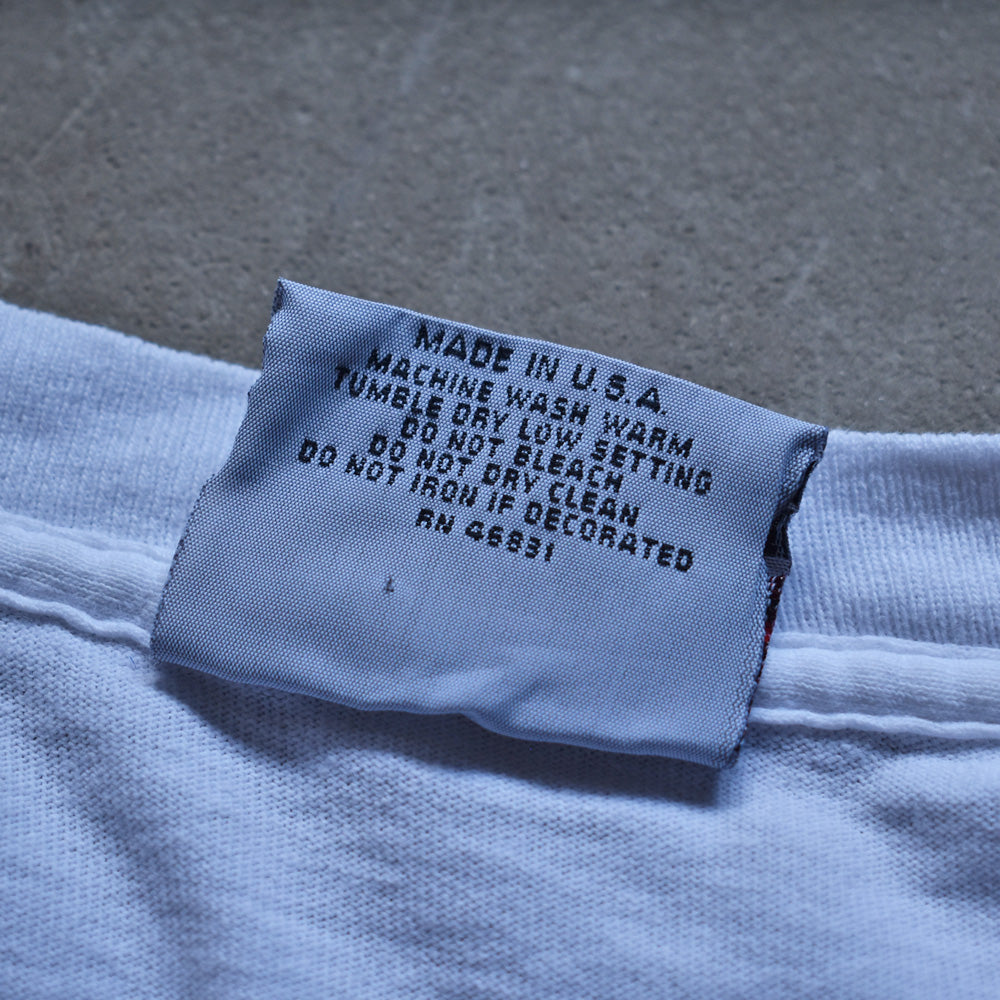 MADE IN U.S.A.
MACHINE WASH WARM
TUMBLE DRY LOW SETTING
DO NOT BLEACH
DO NOT DRY CLEAN
DO NOT IRON IF DECORATED
RN 46831